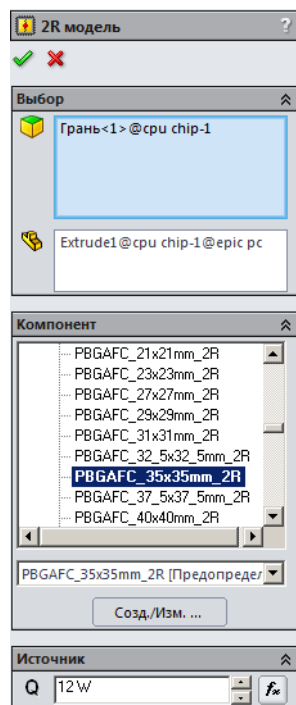 2R модель ?
Выбор
Грань<1>@cpu chip-1
Extrude1@cpu chip-1@epic pc
Компонент
PBGAFC_21x21mm_2R
PBGAFC_23x23mm_2R
PBGAFC_27x27mm_2R
PBGAFC_29x29mm_2R
PBGAFC_31x31mm_2R
PBGAFC_32_5x32_5mm_2R
PBGAFC_35x35mm_2R
PBGAFC_37_5x37_5mm_2R
PBGAFC_40x40mm_2R
PBGAFC_35x35mm_2R [Предопредел
Созд./Изм. ...
Источник
Q 12 W fx